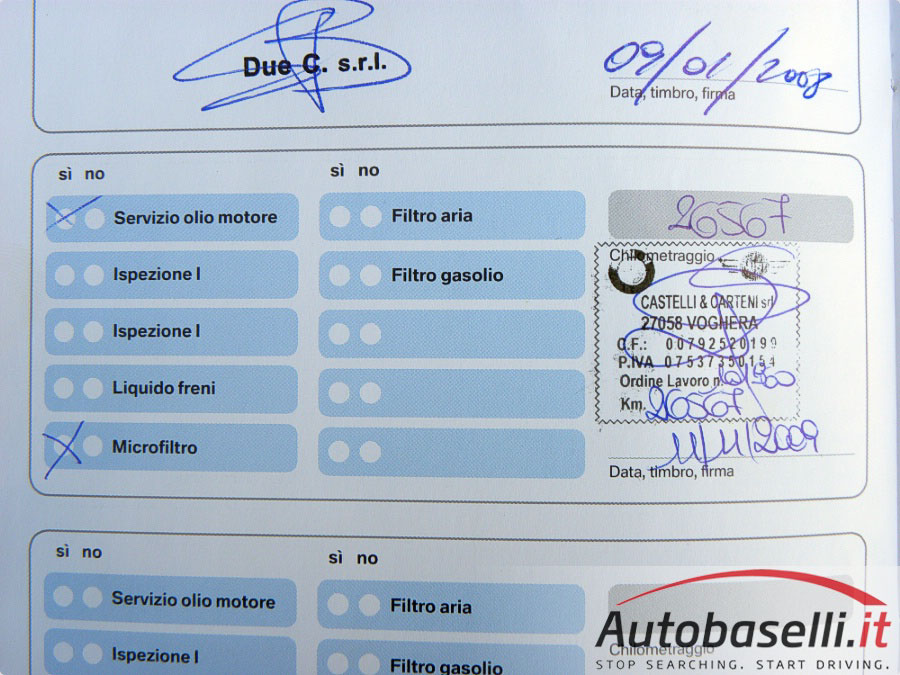 Due C. s.r.l.
09/01/2008
Data, timbro, firma
sì no
sì no
Servizio olio motore
Filtro aria
26567
Ispezione I
Filtro gasolio
Chilometraggio
CASTELLI & CARTENI srl
27058 VOGHERA
Ispezione I
C.F.: 00792520199
P.IVA 07537350154
Liquido freni
Ordine Lavoro n.
Km. 26567
Microfiltro
11/11/2009
Data, timbro, firma
sì no
sì no
Servizio olio motore
Filtro aria
Chilometraggio
Ispezione I
Filtro gasolio
Autobaselli.it
STOP SEARCHING. START DRIVING.